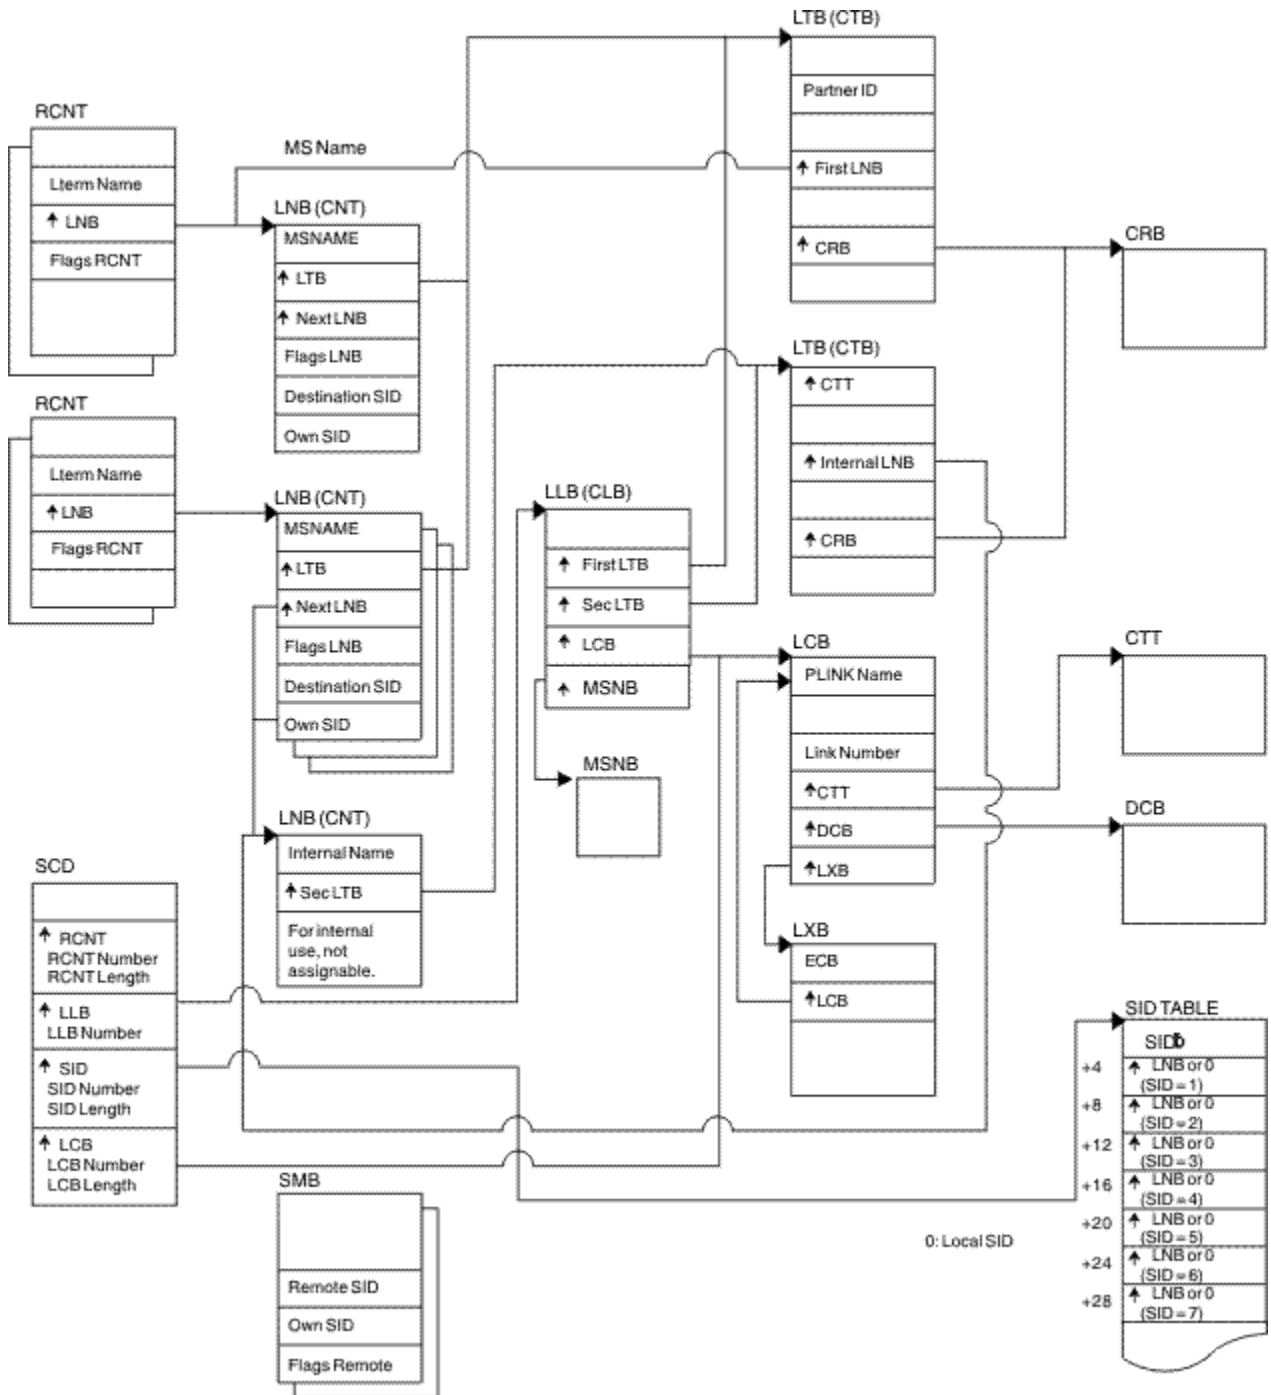 LTB (CTB)
Partner ID
First LNB
CRB
RCNT
Lterm Name
LNB
Flags RCNT
MS Name
LNB (CNT)
MSNAME
LTB
Next LNB
Flags LNB
Destination SID
Own SID
CRB
LTB (CTB)
CTT
Internal LNB
CRB
RCNT
Lterm Name
LNB
Flags RCNT
LNB (CNT)
MSNAME
LTB
Next LNB
Flags LNB
Destination SID
Own SID
LLB (CLB)
First LTB
Sec LTB
LCB
MSNB
MSNB
LCB
PLINK Name
Link Number
CTT
DCB
LXB
CTT
DCB
LNB (CNT)
Internal Name
Sec LTB
For internal
use, not
assignable.
LXB
ECB
LCB
SCD
RCNT
RCNT Number
RCNT Length
LLB
LLB Number
SID
SID Number
SID Length
LCB
LCB Number
LCB Length
SMB
Remote SID
Own SID
Flags Remote
0: Local SID
SID TABLE
+4 LNB or 0
(SID = 1)
+8 LNB or 0
(SID = 2)
+12 LNB or 0
(SID = 3)
+16 LNB or 0
(SID = 4)
+20 LNB or 0
(SID = 5)
+24 LNB or 0
(SID = 6)
+28 LNB or 0
(SID = 7)